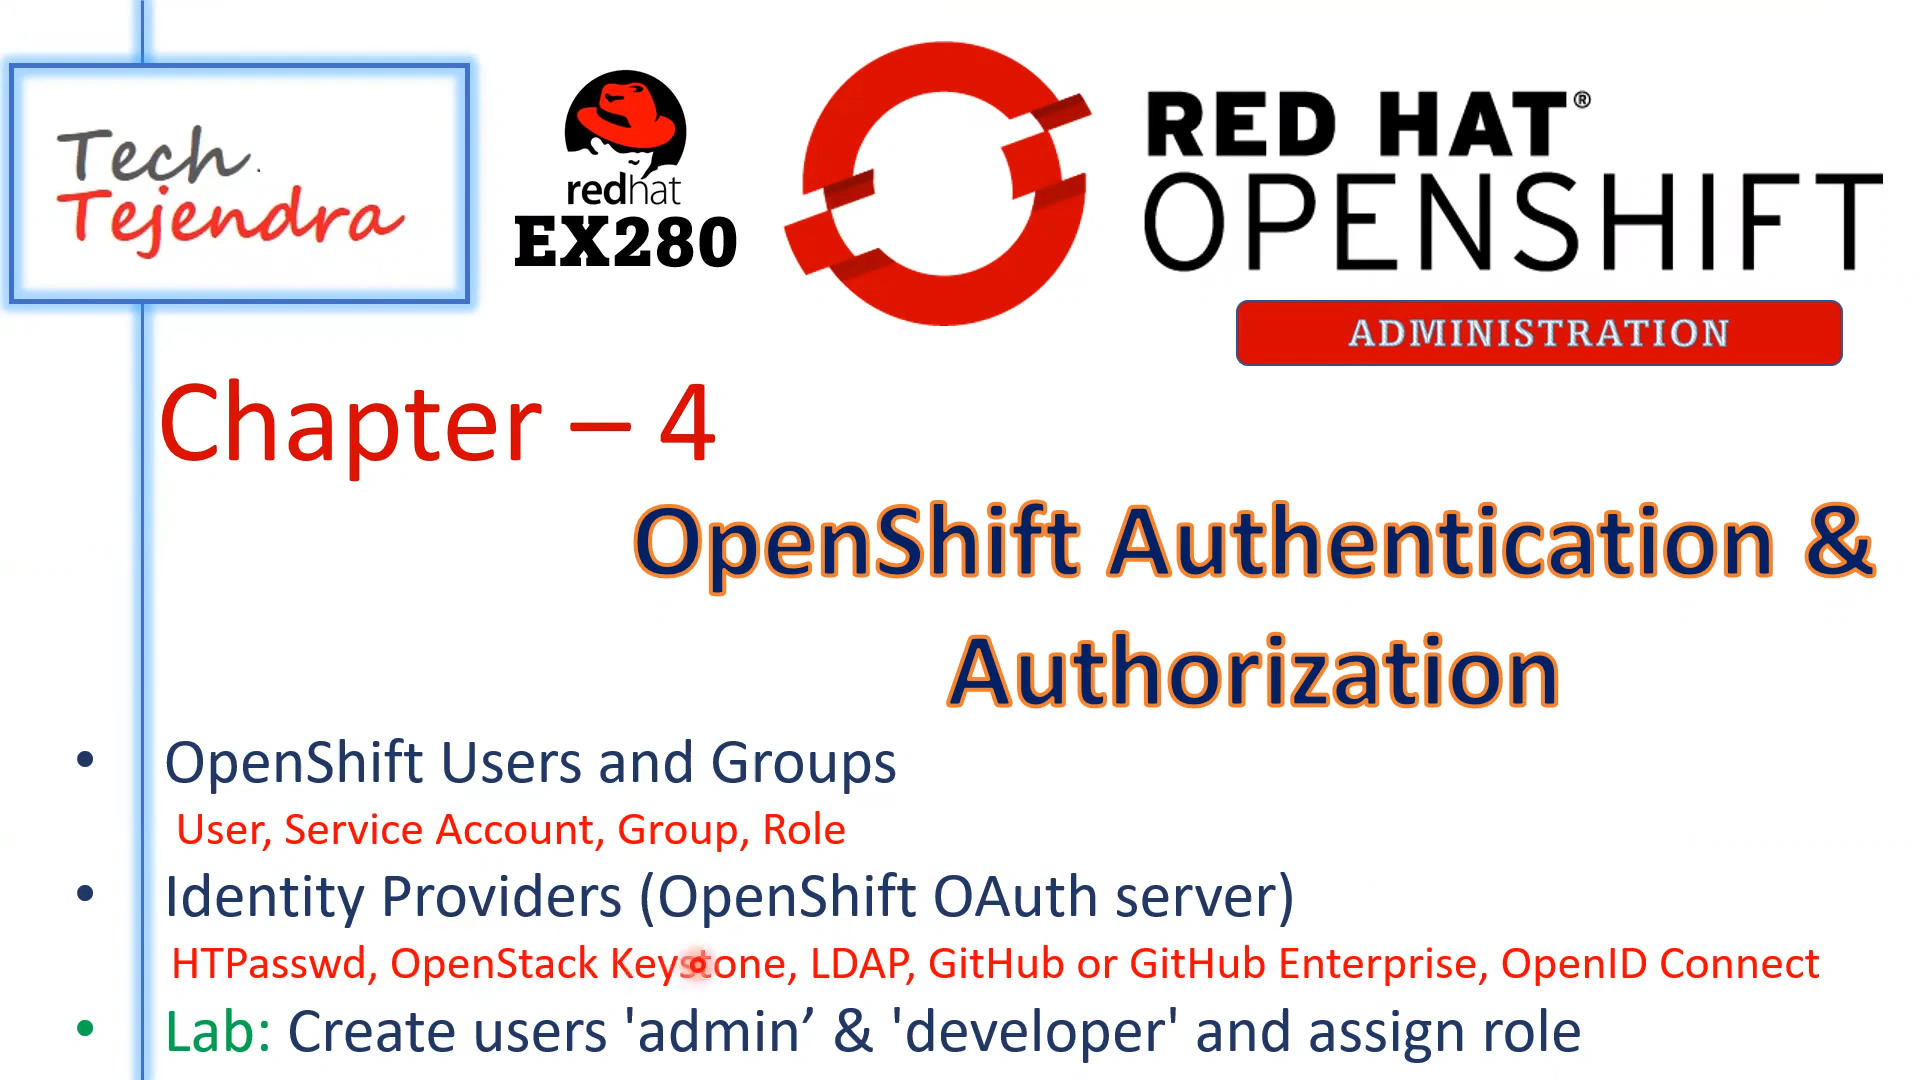 Tech
Tejendra
redhat
EX280
RED HAT®
OPENSHIFT
ADMINISTRATION
Chapter – 4
OpenShift Authentication &
Authorization
• OpenShift Users and Groups
User, Service Account, Group, Role
• Identity Providers (OpenShift OAuth server)
HTPasswd, OpenStack Keystone, LDAP, GitHub or GitHub Enterprise, OpenID Connect
• Lab: Create users 'admin’ & 'developer' and assign role